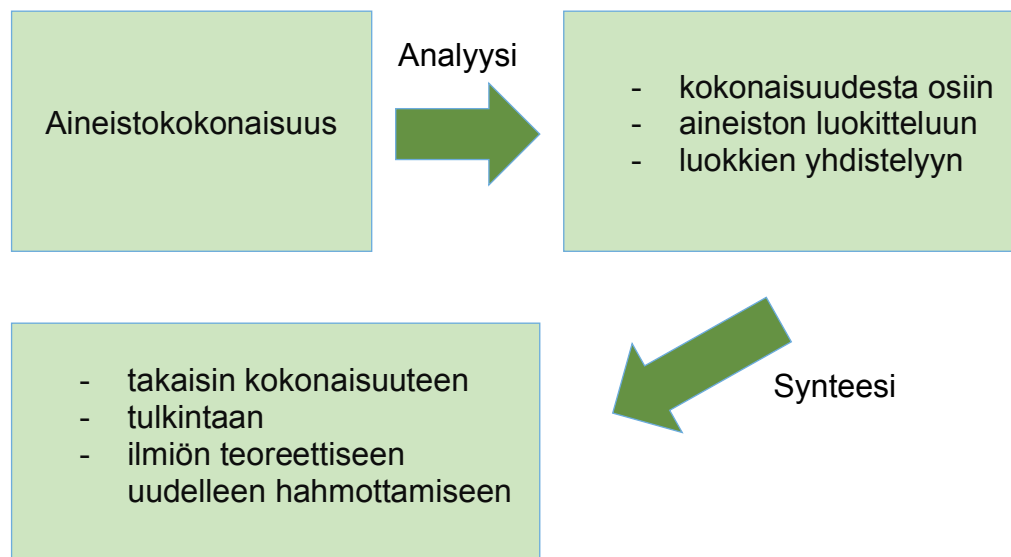 Aineistokokonaisuus
Analyysi
- kokonaisuudesta osiin
- aineiston luokitteluun
- luokkien yhdistelyyn
Synteesi
- takaisin kokonaisuuteen
- tulkintaan
- ilmiön teoreettiseen
uudelleen hahmottamiseen